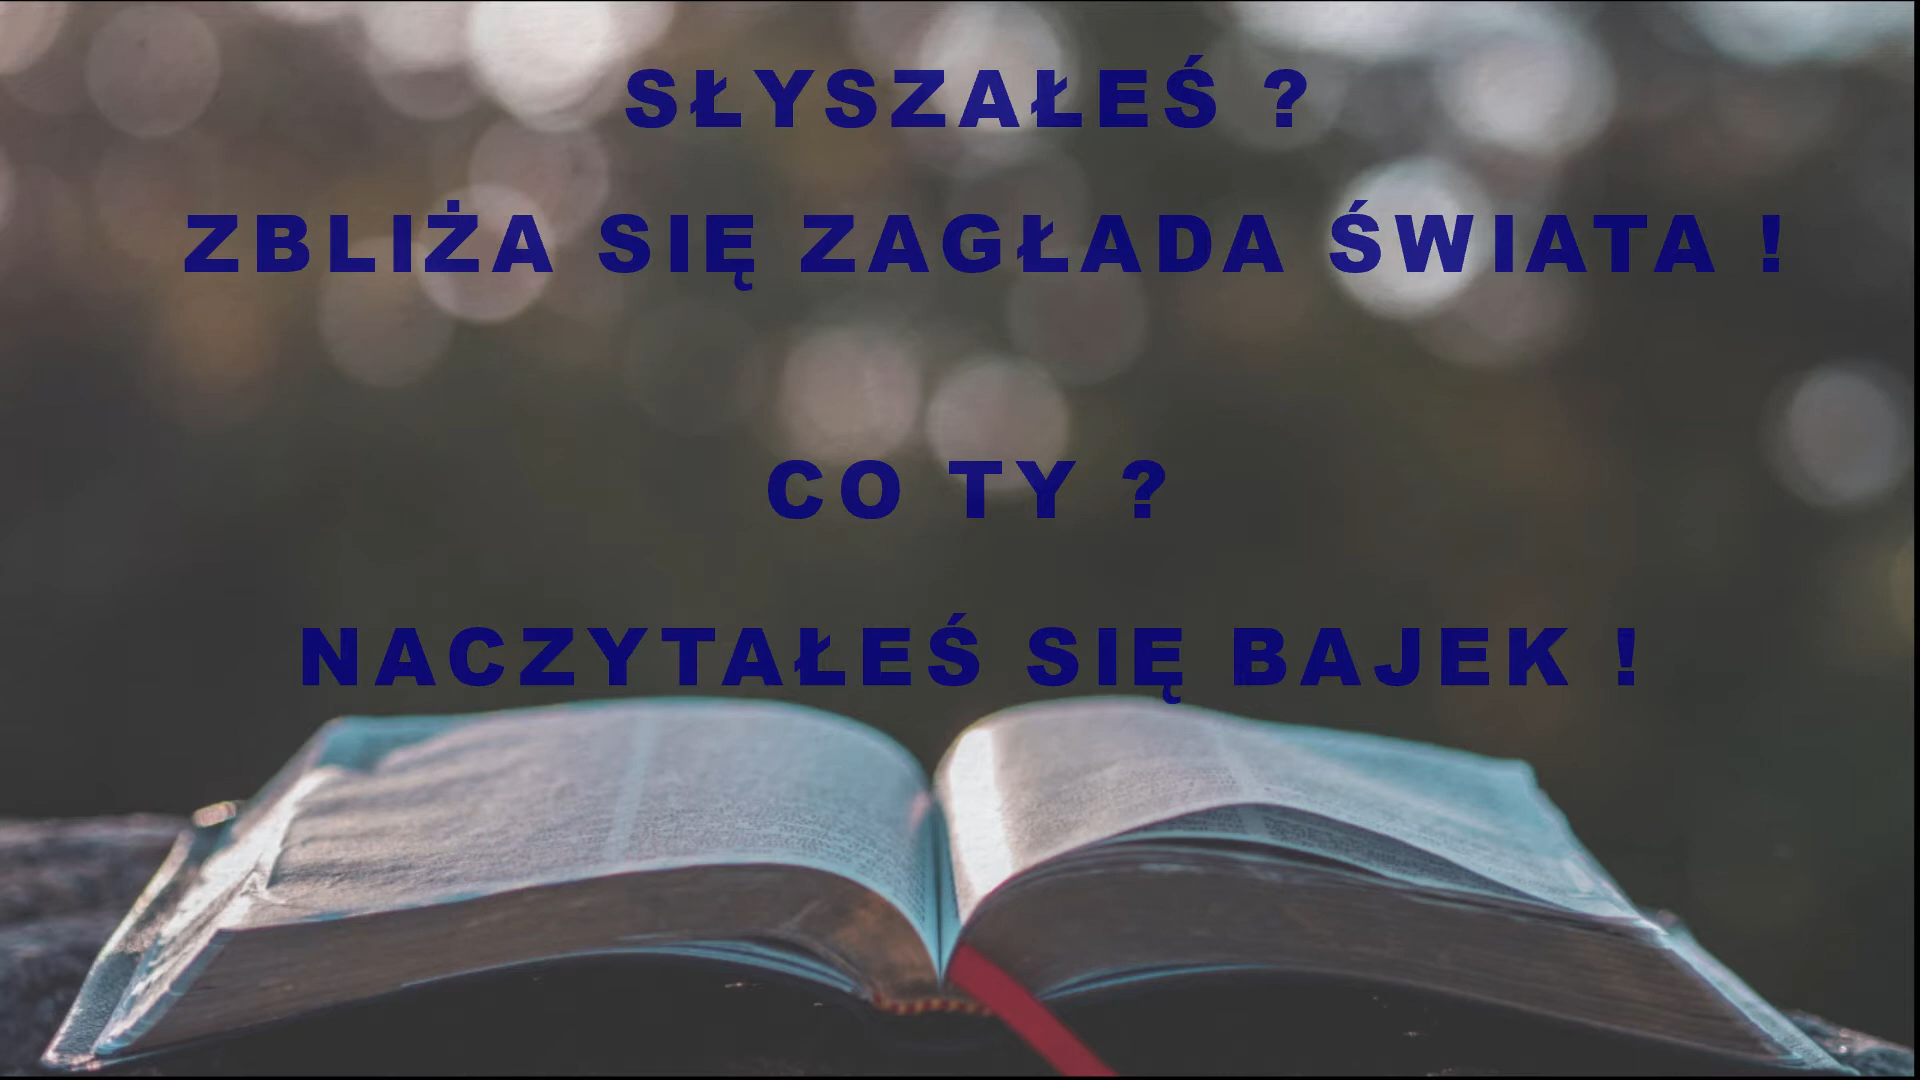 SŁYSZAŁEŚ ?
ZBLIŻA SIĘ ZAGŁADA ŚWIATA !
CO TY ?
NACZYTAŁEŚ SIĘ BAJEK !